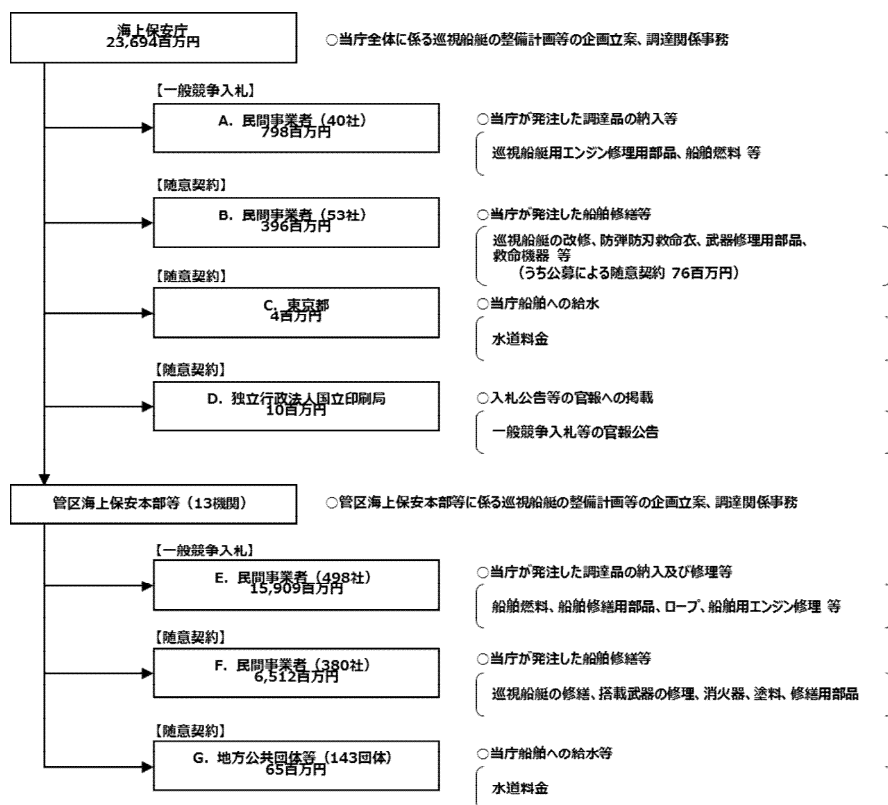 海上保安庁
23,694百万円
○当庁全体に係る巡視船艇の整備計画等の企画立案、調達関係事務
【一般競争入札】
A. 民間事業者（40社）
798百万円
○当庁が発注した調達品の納入等
巡視船艇用エンジン修理用部品、船舶燃料 等
【随意契約】
B. 民間事業者（53社）
396百万円
○当庁が発注した船舶修繕等
巡視船艇の改修、防弾防刃救命衣、武器修理用部品、
救命機器 等
（うち公募による随意契約 76百万円）
【随意契約】
C. 東京都
4百万円
○当庁船舶への給水
水道料金
【随意契約】
D. 独立行政法人国立印刷局
10百万円
○入札公告等の官報への掲載
一般競争入札等の官報公告
管区海上保安本部等（13機関）
○管区海上保安本部等に係る巡視船艇の整備計画等の企画立案、調達関係事務
【一般競争入札】
E. 民間事業者（498社）
15,909百万円
○当庁が発注した調達品の納入及び修理等
船舶燃料、船舶修繕用部品、ロープ、船舶用エンジン修理 等
【随意契約】
F. 民間事業者（380社）
6,512百万円
○当庁が発注した船舶修繕等
巡視船艇の修繕、搭載武器の修理、消火器、塗料、修繕用部品
【随意契約】
G. 地方公共団体等（143団体）
65百万円
○当庁船舶への給水等
水道料金